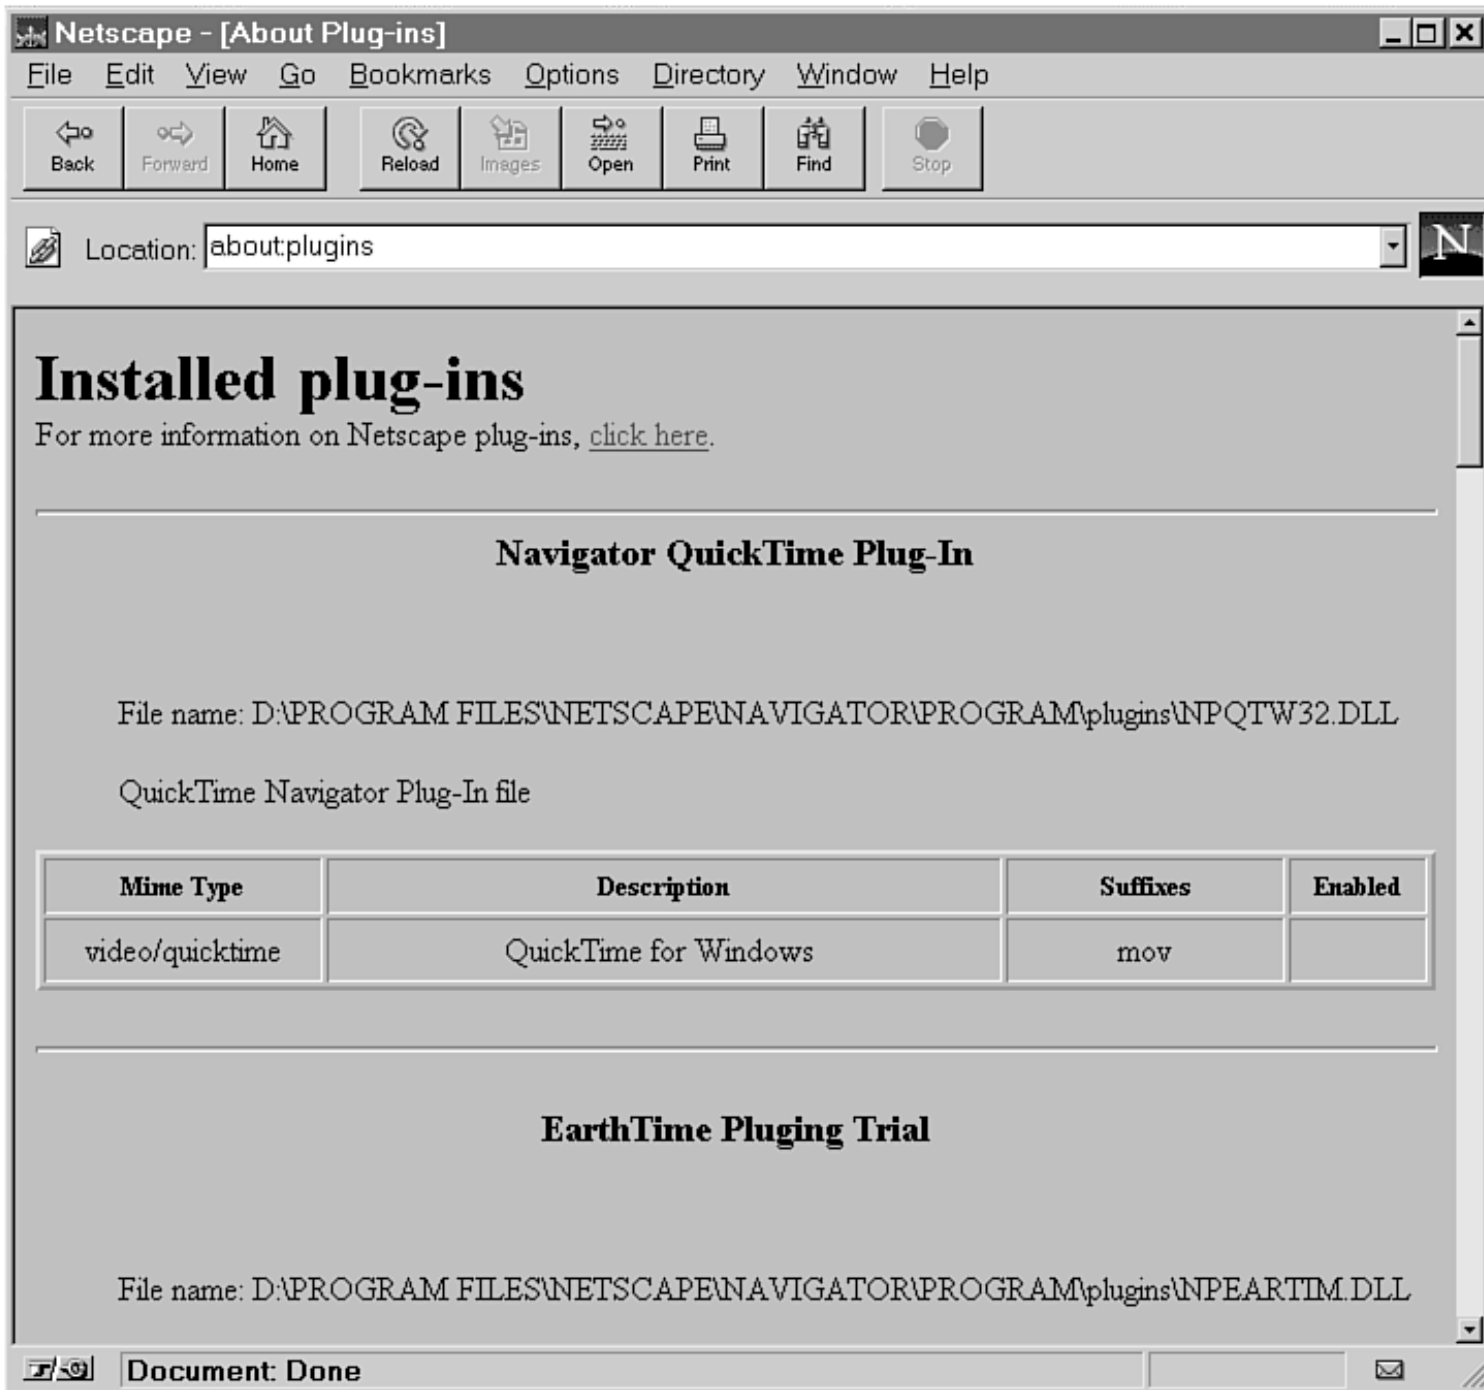 Netscape - [About Plug-ins]
File Edit View Go Bookmarks Options Directory Window Help
Back Forward Home Reload Images Open Print Find Stop
Location: about:plugins
N
Installed plug-ins
For more information on Netscape plug-ins, click here.
Navigator QuickTime Plug-In
File name: D:\PROGRAM FILES\NETSCAPE\NAVIGATOR\PROGRAM\plugins\NPQTW32.DLL
QuickTime Navigator Plug-In file
Mime Type Description Suffixes Enabled
video/quicktime QuickTime for Windows mov
EarthTime Pluging Trial
File name: D:\PROGRAM FILES\NETSCAPE\NAVIGATOR\PROGRAM\plugins\NPEARTIM.DLL
Document: Done